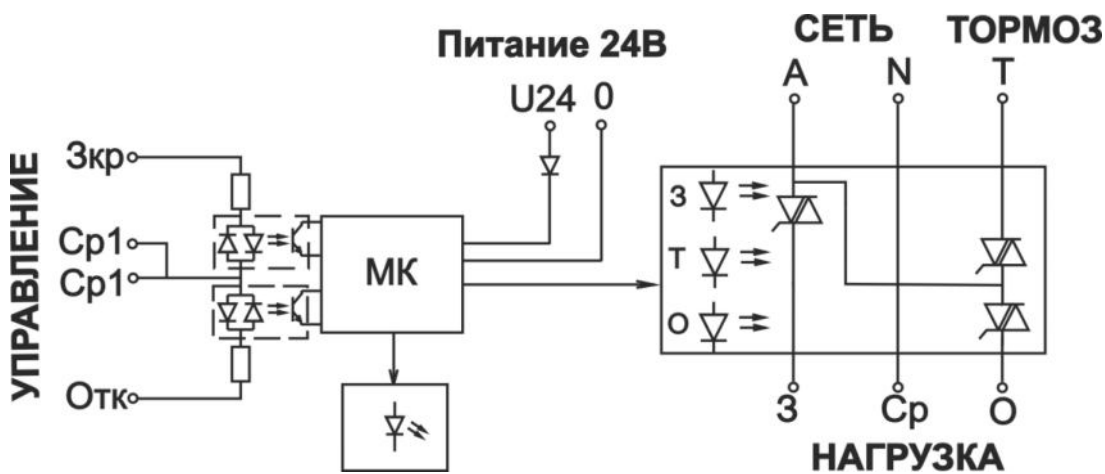 СЕТЬ ТОРМОЗ
Питание 24В
A N T
U24 0
УПРАВЛЕНИЕ
Зкр
Ср1
Ср1
Отк
МК
З
Т
О
З Ср О
НАГРУЗКА